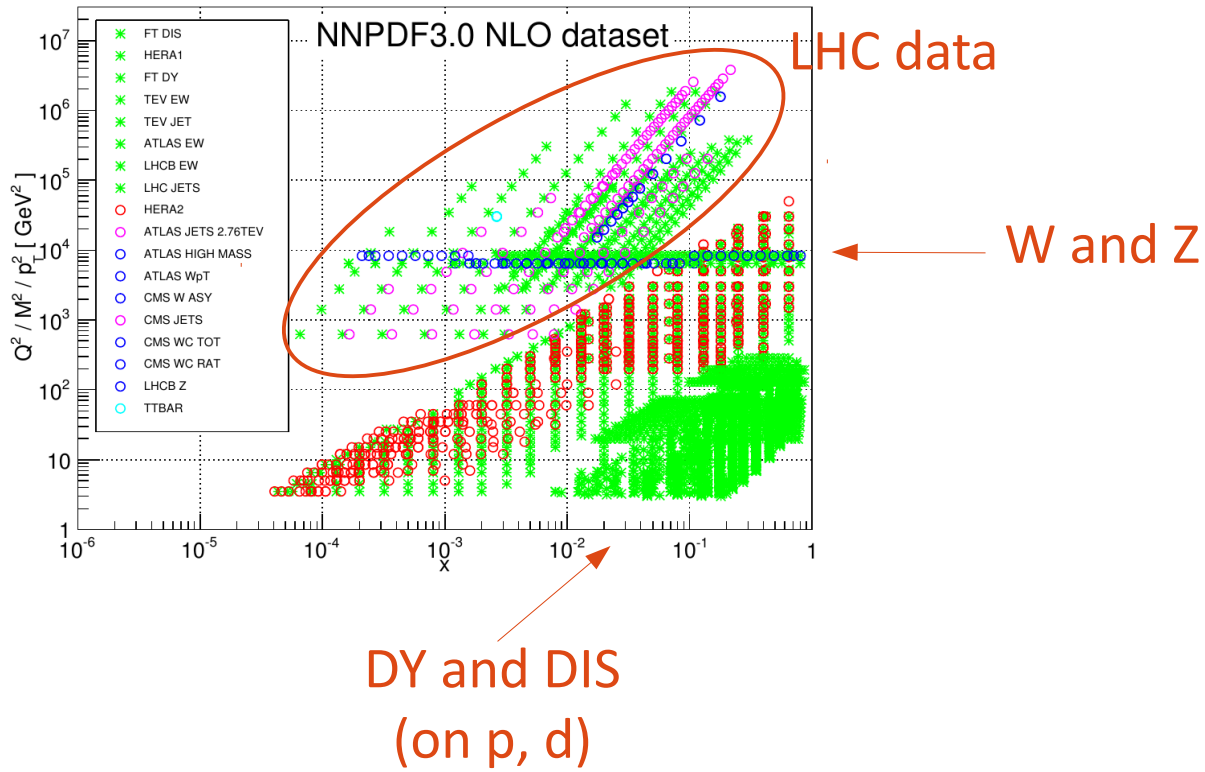 NNPDF3.0 NLO dataset
LHC data
FT DIS
HERA1
FT DY
TEV EW
TEV JET
ATLAS EW
LHCB EW
LHC JETS
HERA2
ATLAS JETS 2.76TEV
ATLAS HIGH MASS
ATLAS WpT
CMS W ASY
CMS JETS
CMS WC TOT
CMS WC RAT
LHCB Z
TTBAR
Q² / M² / p_T² [ GeV² ]
10⁷
10⁶
10⁵
10⁴
10³
10²
10
1
W and Z
10⁻⁶ 10⁻⁵ 10⁻⁴ 10⁻³ 10⁻² 10⁻¹ 1
x
DY and DIS
(on p, d)